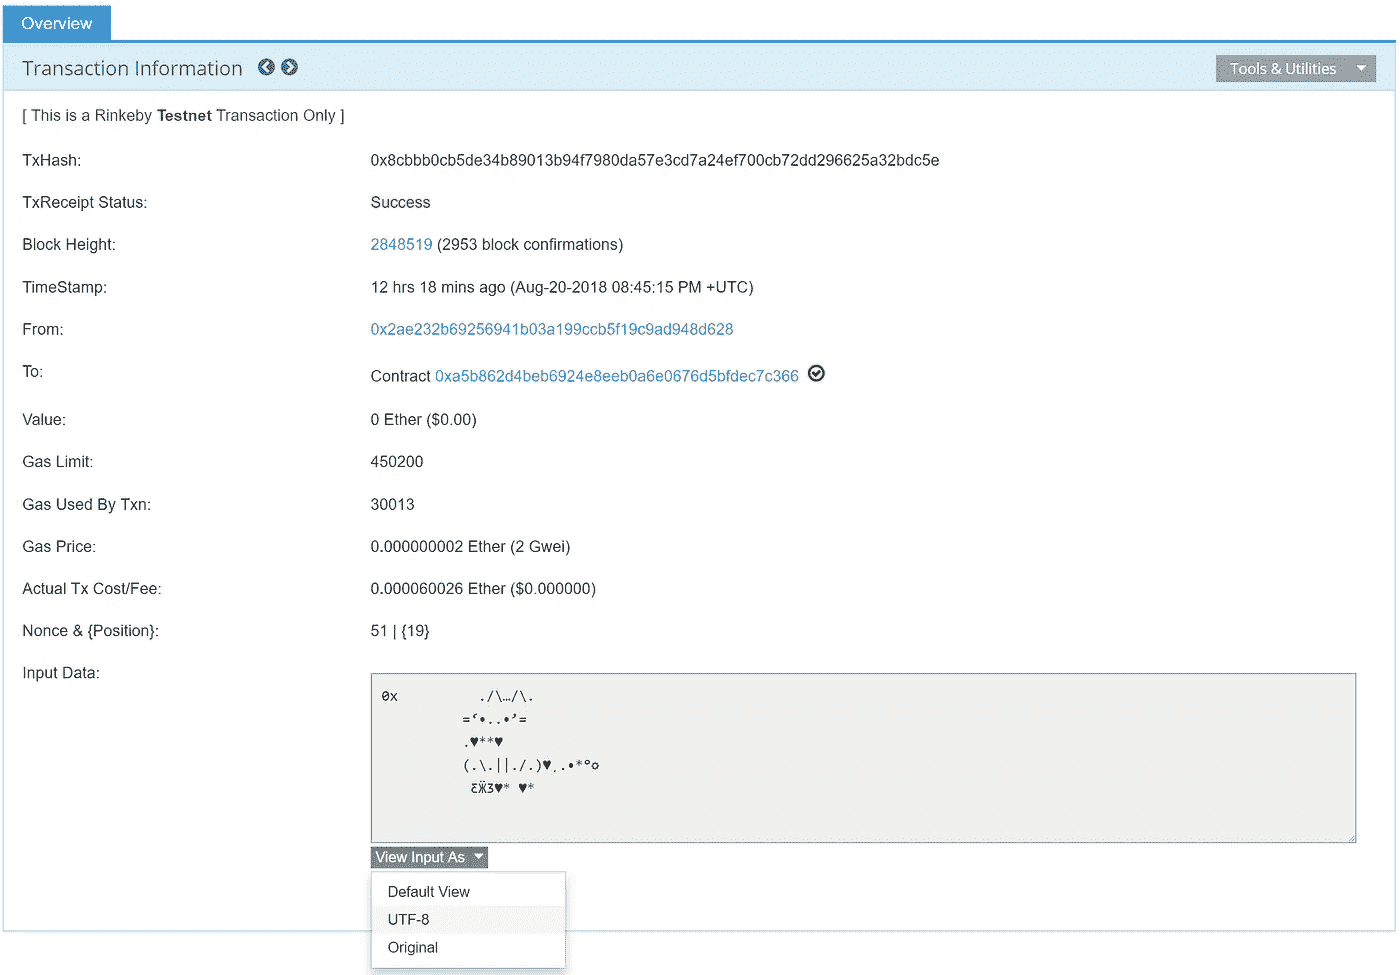 Overview
Transaction Information
Tools & Utilities
[ This is a Rinkeby Testnet Transaction Only ]
TxHash: 0x8cbbb0cb5de34b89013b94f7980da57e3cd7a24ef700cb72dd296625a32bdc5e
TxReceipt Status: Success
Block Height: 2848519 (2953 block confirmations)
TimeStamp: 12 hrs 18 mins ago (Aug-20-2018 08:45:15 PM +UTC)
From: 0x2ae232b69256941b03a199ccb5f19c9ad948d628
To: Contract 0xa5b862d4beb6924e8eeb0a6e0676d5bfdec7c366
Value: 0 Ether ($0.00)
Gas Limit: 450200
Gas Used By Txn: 30013
Gas Price: 0.000000002 Ether (2 Gwei)
Actual Tx Cost/Fee: 0.000060026 Ether ($0.000000)
Nonce & {Position}: 51 | {19}
Input Data:
0x ./\…/\.
=‘•..•’=
.♥**♥
(.\.||./.)♥¸.•*°☼
ƸӜƷ♥* ♥*
View Input As
Default View
UTF-8
Original